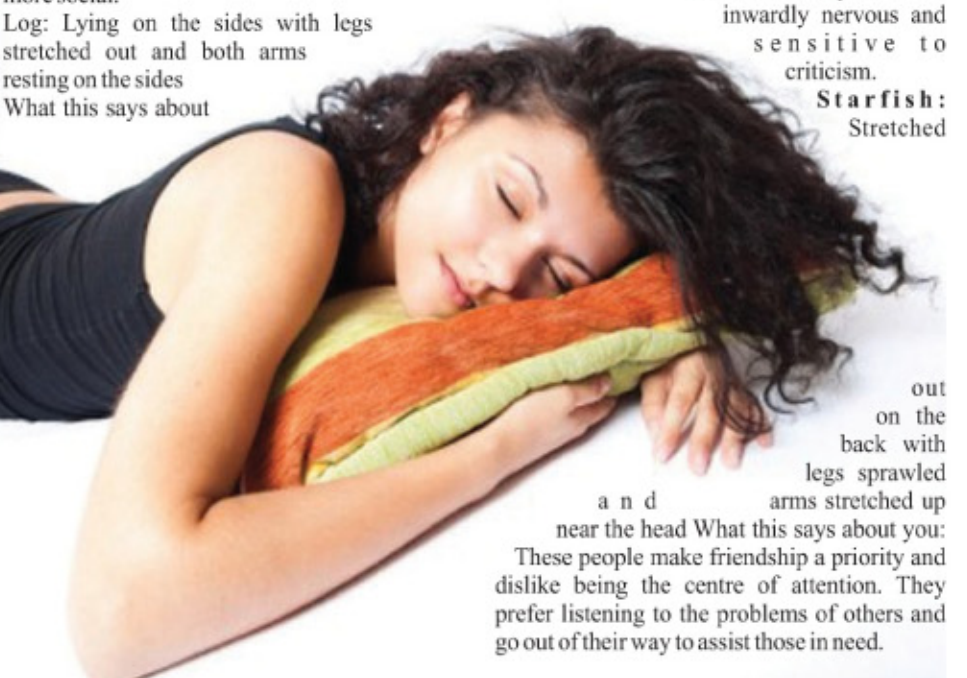 more social.
Log: Lying on the sides with legs
stretched out and both arms
resting on the sides
What this says about
inwardly nervous and
sensitive to
criticism.
Starfish:
Stretched
out
on the
back with
legs sprawled
and arms stretched up
near the head What this says about you:
These people make friendship a priority and
dislike being the centre of attention. They
prefer listening to the problems of others and
go out of their way to assist those in need.